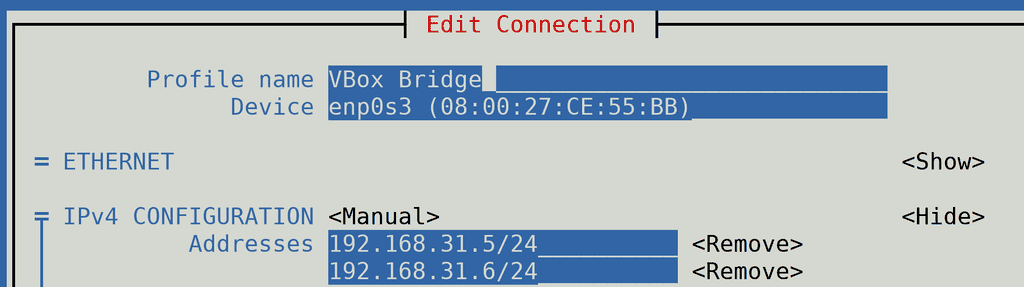 Edit Connection
Profile name VBox Bridge
Device enp0s3 (08:00:27:CE:55:BB)
= ETHERNET <Show>
= IPv4 CONFIGURATION <Manual> <Hide>
Addresses 192.168.31.5/24 <Remove>
192.168.31.6/24 <Remove>